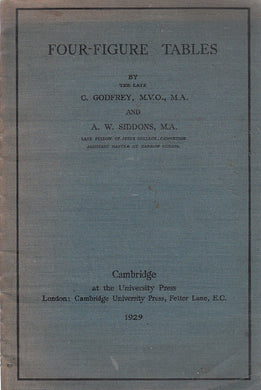 FOUR-FIGURE TABLES
BY
THE LATE
C. GODFREY, M.V.O., M.A.
AND
A. W. SIDDONS, M.A.
LATE FELLOW OF JESUS COLLEGE, CAMBRIDGE
ASSISTANT MASTER AT HARROW SCHOOL
Cambridge
at the University Press
London: Cambridge University Press, Fetter Lane, E.C.
1929